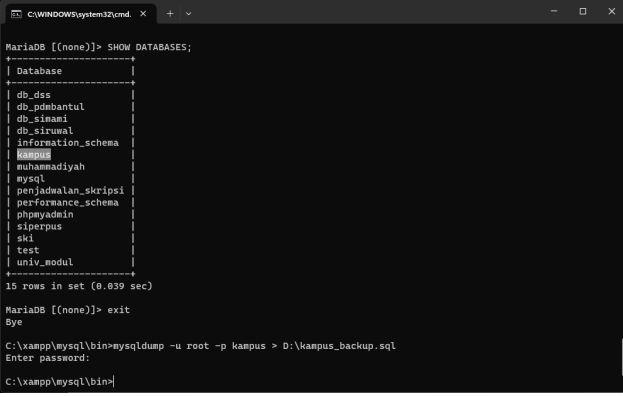 C:\WINDOWS\system32\cmd.
MariaDB [(none)]> SHOW DATABASES;
+--------------------+
| Database           |
+--------------------+
| db_dss             |
| db_pdmbantul       |
| db_simami          |
| db_siruwal         |
| information_schema |
| kampus             |
| muhammadiyah       |
| mysql              |
| penjadwalan_skripsi |
| performance_schema |
| phpmyadmin         |
| siperpus           |
| ski                |
| test               |
| univ_modul         |
+--------------------+
15 rows in set (0.039 sec)
MariaDB [(none)]> exit
Bye
C:\xampp\mysql\bin>mysqldump -u root -p kampus > D:\kampus_backup.sql
Enter password:
C:\xampp\mysql\bin>